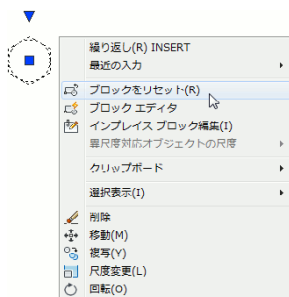 繰り返し(R) INSERT
最近の入力
ブロックをリセット(R)
ブロック エディタ
インプレイス ブロック編集(I)
異尺度対応オブジェクトの尺度
クリップボード
選択表示(I)
削除
移動(M)
複写(Y)
尺度変更(L)
回転(O)